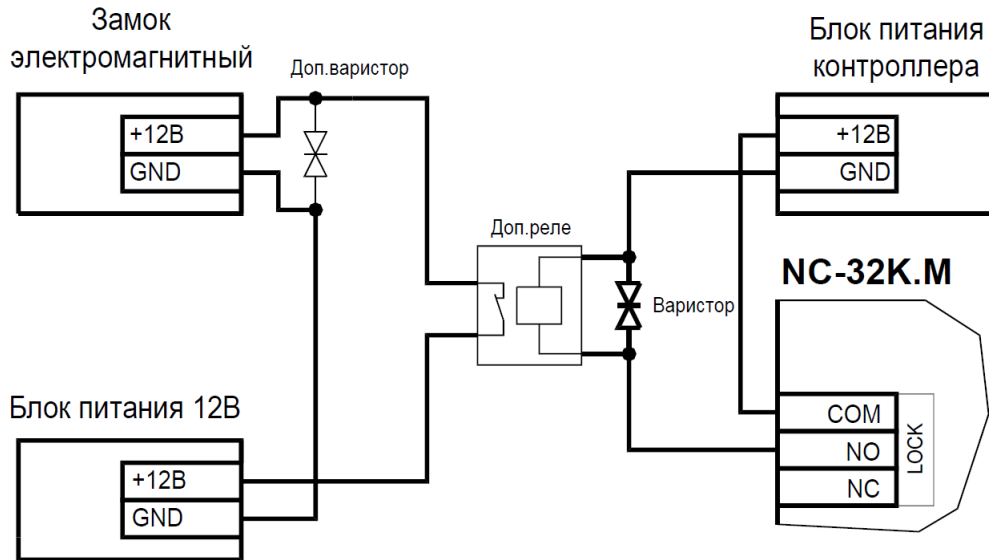 Замок
электромагнитный
+12В
GND
Доп.варистор
Блок питания
контроллера
+12В
GND
Доп.реле
Варистор
NC-32K.M
COM
NO
NC
LOCK
Блок питания 12В
+12В
GND